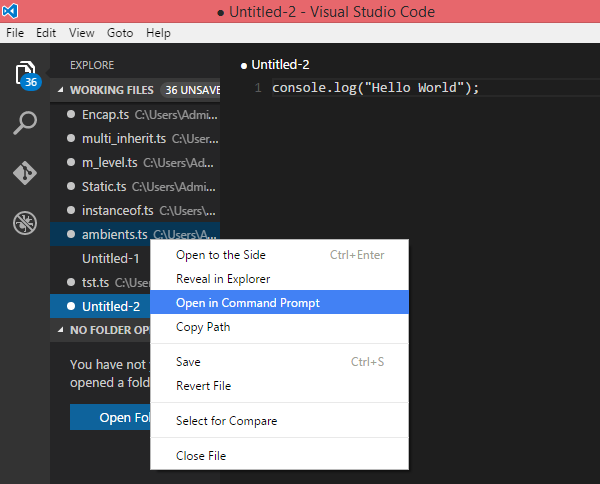 ● Untitled-2 - Visual Studio Code
File Edit View Goto Help
EXPLORE
WORKING FILES 36 UNSAV
36
● Encap.ts C:\Users\Admi...
● multi_inherit.ts C:\Users...
● m_level.ts C:\Users\Ad...
● Static.ts C:\Users\Admin...
● instanceof.ts C:\Users\...
● ambients.ts C:\Users\A...
Untitled-1
● tst.ts C:\User
● Untitled-2
NO FOLDER OP
You have not
opened a fold
Open Fol
● Untitled-2
1 console.log("Hello World");
Open to the Side Ctrl+Enter
Reveal in Explorer
Open in Command Prompt
Copy Path
Save Ctrl+S
Revert File
Select for Compare
Close File